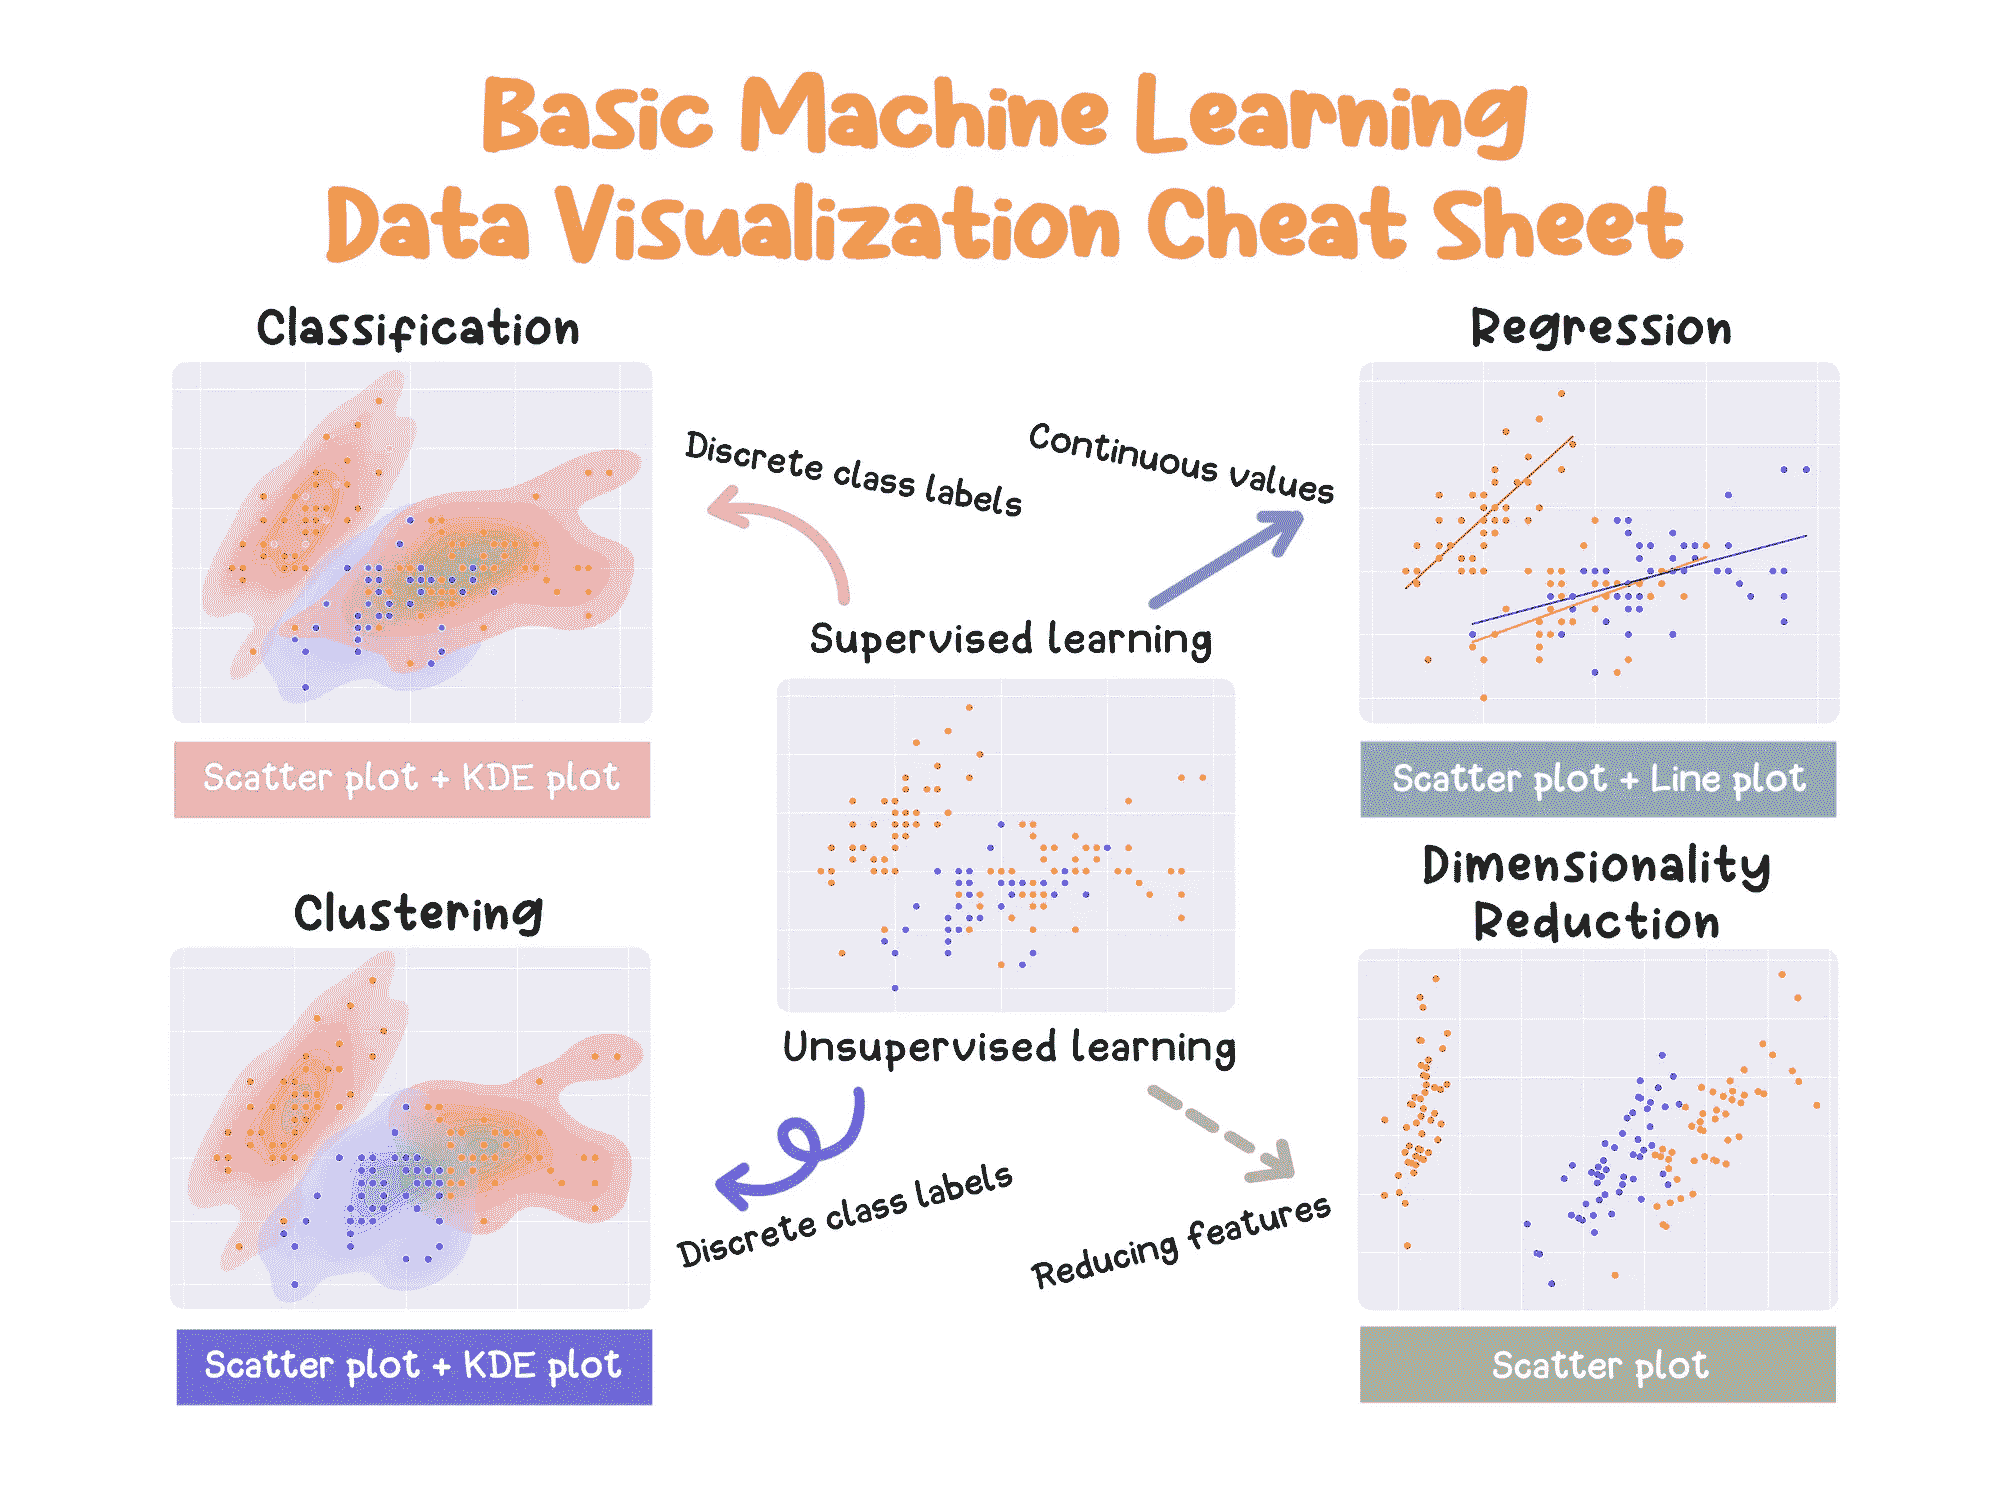 Basic Machine Learning
Data Visualization Cheat Sheet
Classification
Regression
Discrete class labels
Continuous values
Supervised learning
Scatter plot + KDE plot
Scatter plot + Line plot
Clustering
Dimensionality
Reduction
Unsupervised learning
Discrete class labels
Reducing features
Scatter plot + KDE plot
Scatter plot